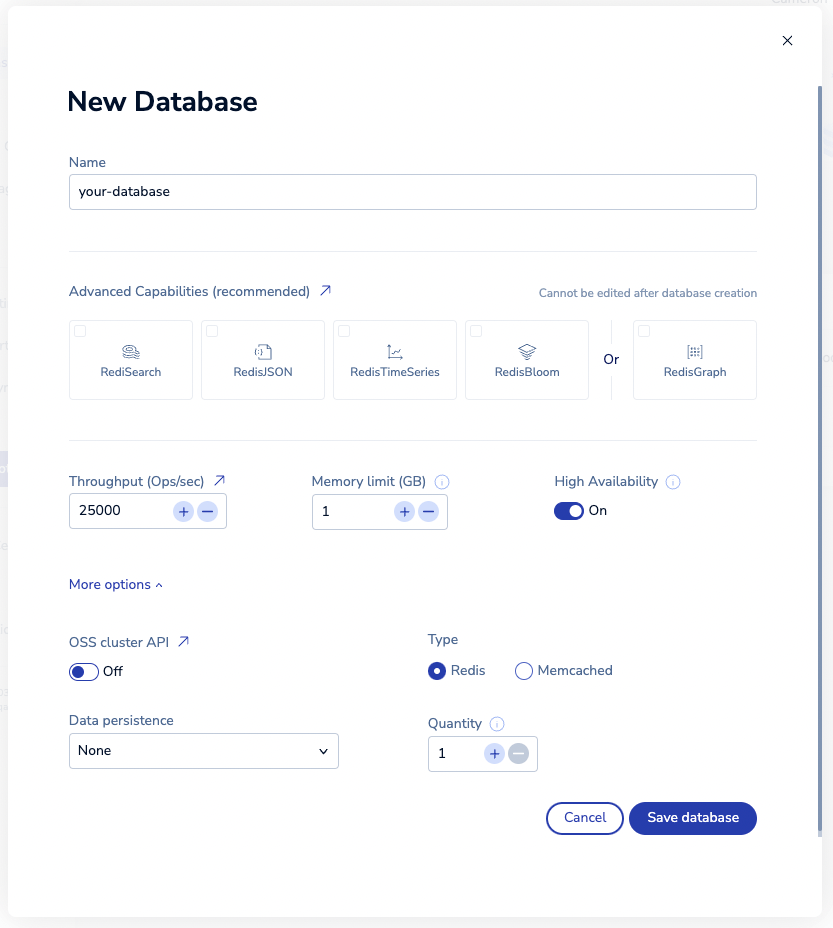 New Database
Name
your-database
Advanced Capabilities (recommended)
Cannot be edited after database creation
RediSearch
RedisJSON
RedisTimeSeries
RedisBloom
Or
RedisGraph
Throughput (Ops/sec)
Memory limit (GB)
High Availability
25000
1
On
More options
OSS cluster API
Type
Off
Redis
Memcached
Data persistence
Quantity
None
1
Cancel
Save database